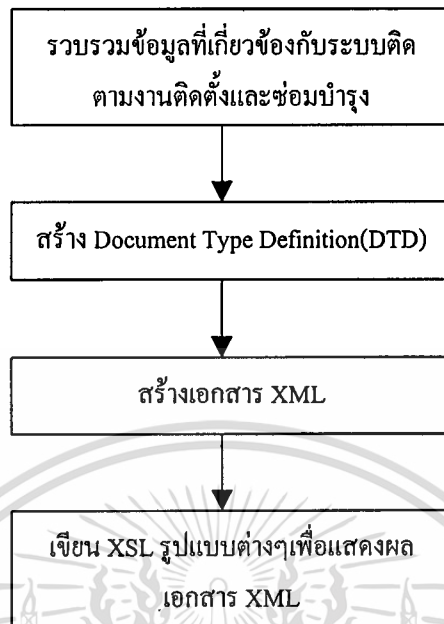 รวบรวมข้อมูลที่เกี่ยวข้องกับระบบติด
ตามงานติดตั้งและซ่อมบำรุง
สร้าง Document Type Definition(DTD)
สร้างเอกสาร XML
เขียน XSL รูปแบบต่างๆเพื่อแสดงผล
เอกสาร XML